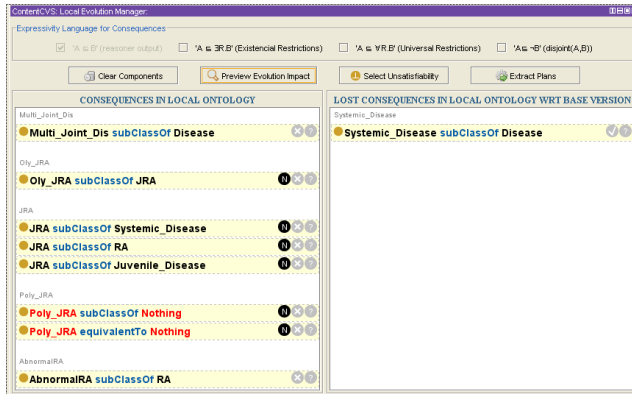 ContentCVS: Local Evolution Manager:
Expressivity Language for Consequences
'A ⊑ B' (reasoner output) 'A ⊑ ∃R.B' (Existencial Restrictions) 'A ⊑ ∀R.B' (Universal Restrictions) 'A⊑ ¬B' (disjoint(A,B))
Clear Components Preview Evolution Impact Select Unsatisfiability Extract Plans
CONSEQUENCES IN LOCAL ONTOLOGY
Multi_Joint_Dis
Multi_Joint_Dis subClassOf Disease
Oly_JRA
Oly_JRA subClassOf JRA N
JRA
JRA subClassOf Systemic_Disease N
JRA subClassOf RA N
JRA subClassOf Juvenile_Disease N
Poly_JRA
Poly_JRA subClassOf Nothing N
Poly_JRA equivalentTo Nothing N
AbnormalRA
AbnormalRA subClassOf RA
LOST CONSEQUENCES IN LOCAL ONTOLOGY WRT BASE VERSION
Systemic_Disease
Systemic_Disease subClassOf Disease